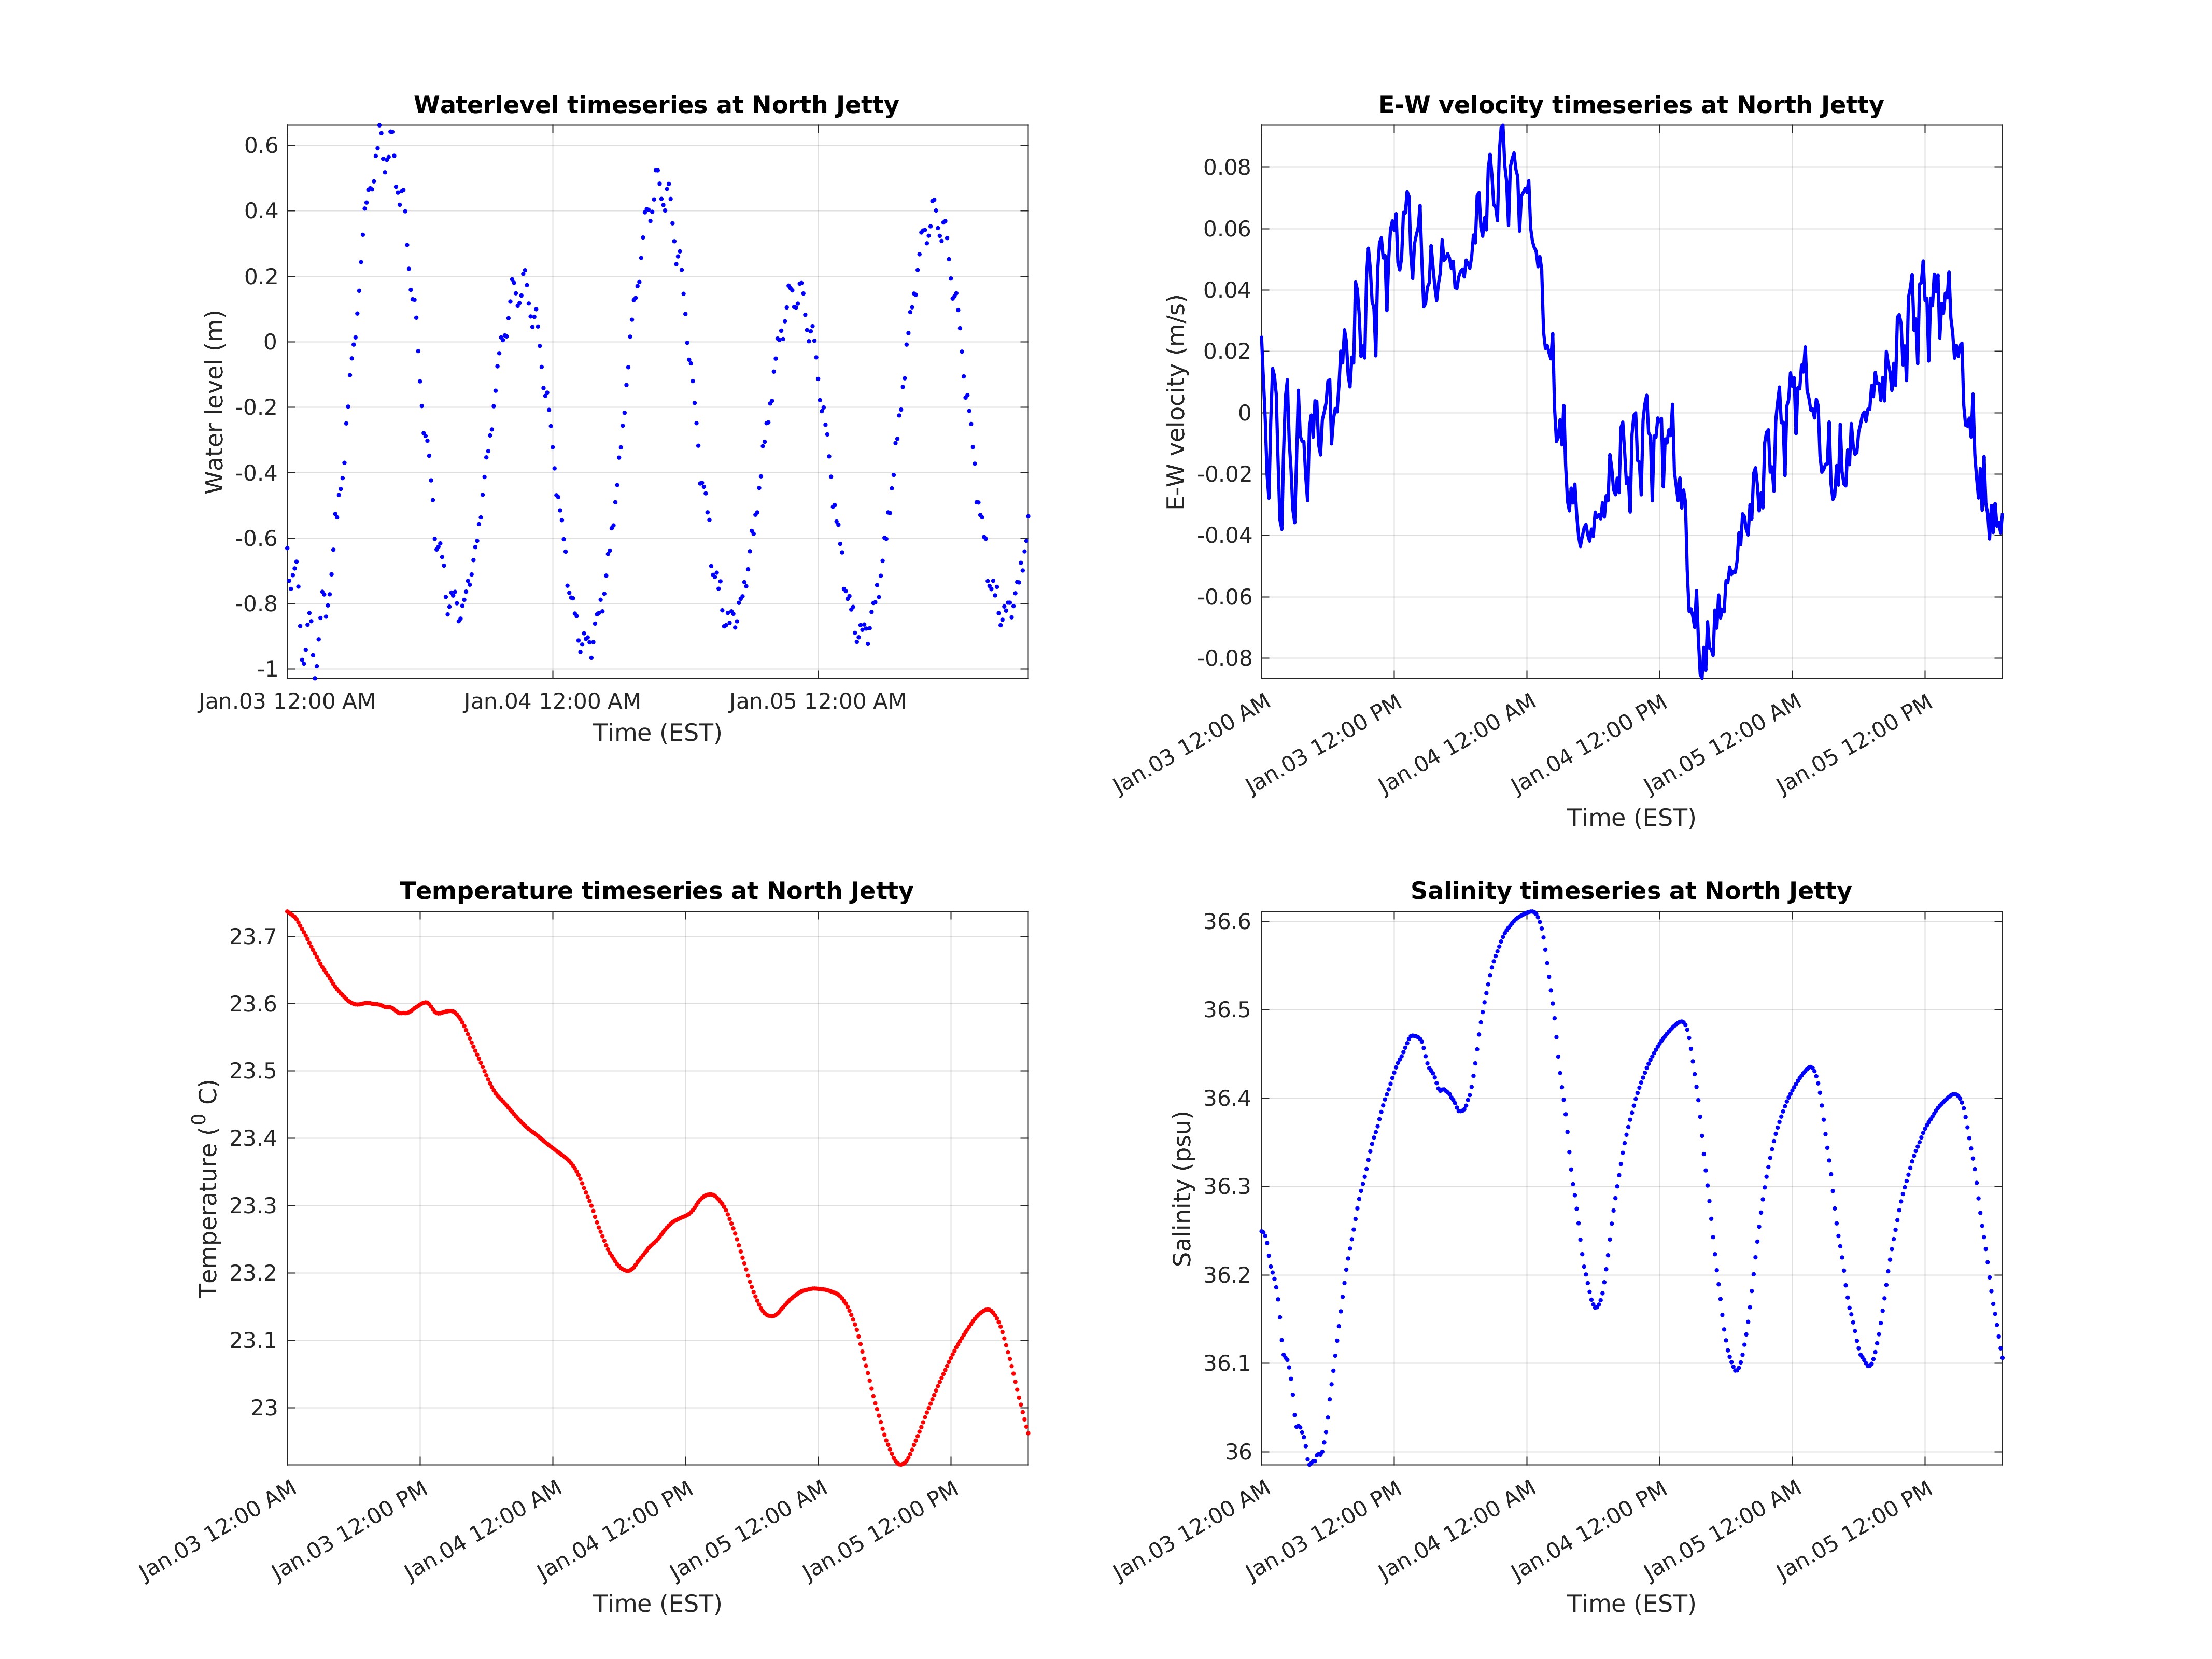 Waterlevel timeseries at North Jetty
0.6
0.4
0.2
0
-0.2
-0.4
-0.6
-0.8
-1
Water level (m)
Jan.03 12:00 AM
Jan.04 12:00 AM
Jan.05 12:00 AM
Time (EST)
E-W velocity timeseries at North Jetty
0.08
0.06
0.04
0.02
0
-0.02
-0.04
-0.06
-0.08
E-W velocity (m/s)
Jan.03 12:00 AM
Jan.03 12:00 PM
Jan.04 12:00 AM
Jan.04 12:00 PM
Jan.05 12:00 AM
Jan.05 12:00 PM
Time (EST)
Temperature timeseries at North Jetty
23.7
23.6
23.5
23.4
23.3
23.2
23.1
23
Temperature (⁰ C)
Jan.03 12:00 AM
Jan.03 12:00 PM
Jan.04 12:00 AM
Jan.04 12:00 PM
Jan.05 12:00 AM
Jan.05 12:00 PM
Time (EST)
Salinity timeseries at North Jetty
36.6
36.5
36.4
36.3
36.2
36.1
36
Salinity (psu)
Jan.03 12:00 AM
Jan.03 12:00 PM
Jan.04 12:00 AM
Jan.04 12:00 PM
Jan.05 12:00 AM
Jan.05 12:00 PM
Time (EST)